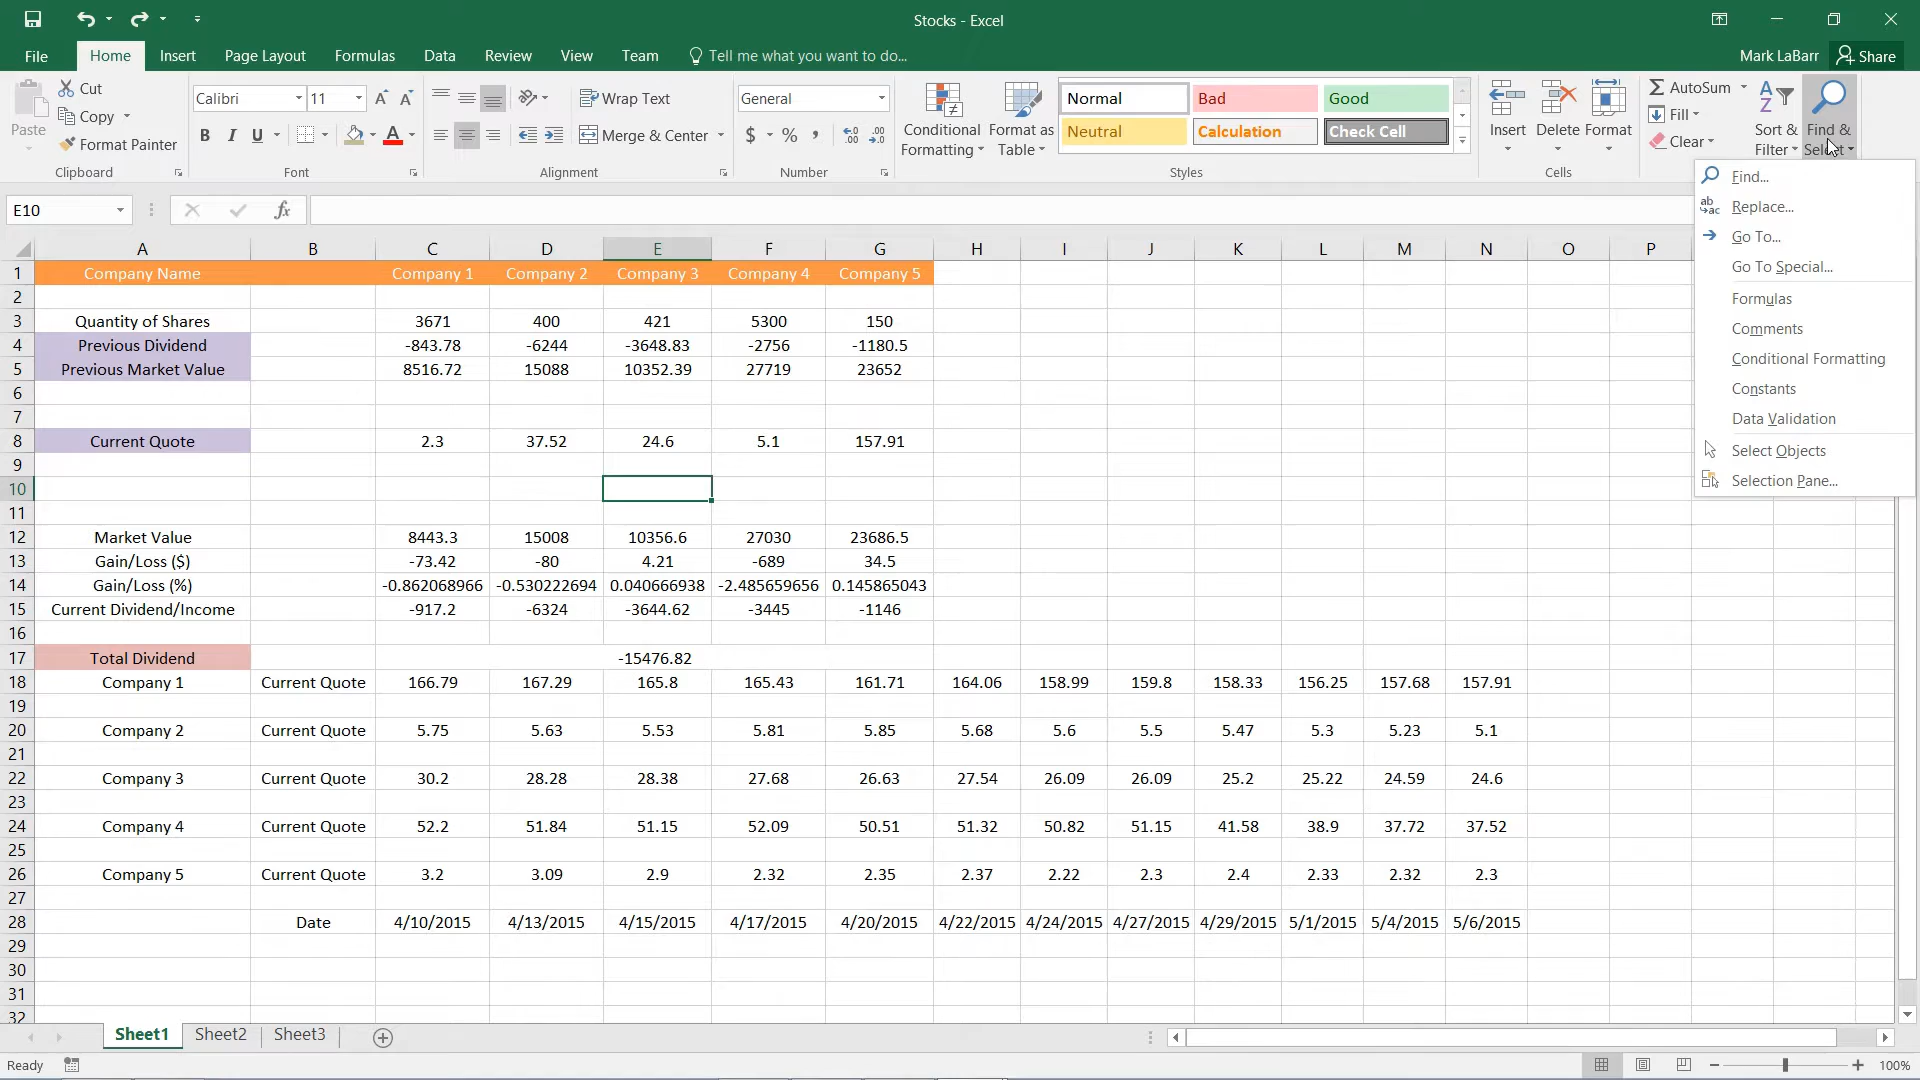 Stocks - Excel
File Home Insert Page Layout Formulas Data Review View Team Tell me what you want to do... Mark LaBarr Share
Paste Cut Copy Format Painter Clipboard
Calibri 11 B I U A Font
Wrap Text Merge & Center Alignment
General $ % , Number
Conditional Formatting Format as Table Normal Bad Good Neutral Calculation Check Cell Styles
Insert Delete Format Cells
AutoSum Fill Clear Sort & Filter Find & Select
E10 fx
Find...
Replace...
Go To...
Go To Special...
Formulas
Comments
Conditional Formatting
Constants
Data Validation
Select Objects
Selection Pane...
A B C D E F G H I J K L M N O P
1 Company Name Company 1 Company 2 Company 3 Company 4 Company 5
2
3 Quantity of Shares 3671 400 421 5300 150
4 Previous Dividend -843.78 -6244 -3648.83 -2756 -1180.5
5 Previous Market Value 8516.72 15088 10352.39 27719 23652
6
7
8 Current Quote 2.3 37.52 24.6 5.1 157.91
9
10
11
12 Market Value 8443.3 15008 10356.6 27030 23686.5
13 Gain/Loss ($) -73.42 -80 4.21 -689 34.5
14 Gain/Loss (%) -0.862068966 -0.530222694 0.040666938 -2.485659656 0.145865043
15 Current Dividend/Income -917.2 -6324 -3644.62 -3445 -1146
16
17 Total Dividend -15476.82
18 Company 1 Current Quote 166.79 167.29 165.8 165.43 161.71 164.06 158.99 159.8 158.33 156.25 157.68 157.91
19
20 Company 2 Current Quote 5.75 5.63 5.53 5.81 5.85 5.68 5.6 5.5 5.47 5.3 5.23 5.1
21
22 Company 3 Current Quote 30.2 28.28 28.38 27.68 26.63 27.54 26.09 26.09 25.2 25.22 24.59 24.6
23
24 Company 4 Current Quote 52.2 51.84 51.15 52.09 50.51 51.32 50.82 51.15 41.58 38.9 37.72 37.52
25
26 Company 5 Current Quote 3.2 3.09 2.9 2.32 2.35 2.37 2.22 2.3 2.4 2.33 2.32 2.3
27
28 Date 4/10/2015 4/13/2015 4/15/2015 4/17/2015 4/20/2015 4/22/2015 4/24/2015 4/27/2015 4/29/2015 5/1/2015 5/4/2015 5/6/2015
29
30
31
32
Sheet1 Sheet2 Sheet3
Ready 100%